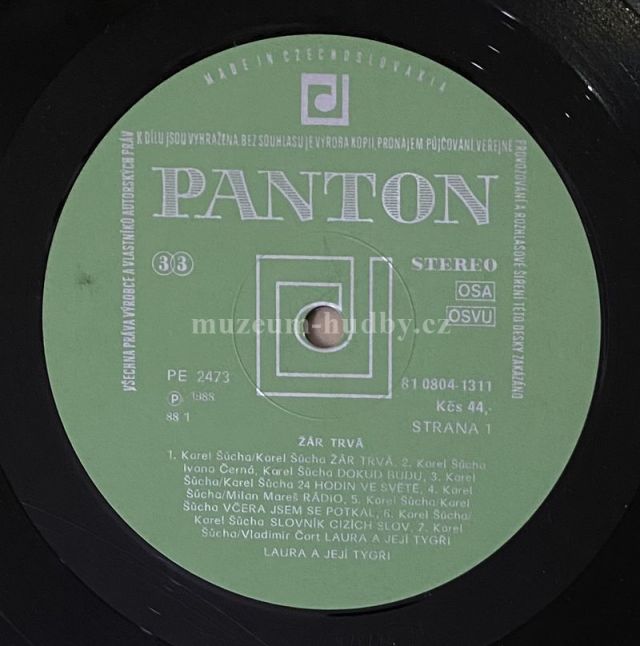 MADE IN CZECHOSLOVAKIA
VŠECHNA PRÁVA VÝROBCE A VLASTNÍKŮ AUTORSKÝCH PRÁV
K DÍLU JSOU VYHRAŽENA. BEZ SOUHLASU JE VÝROBA KOPIÍ, PRONÁJEM, PŮJČOVÁNÍ, VEŘEJNÉ
PROVOZOVÁNÍ A ROZHLASOVÉ ŠÍŘENÍ TÉTO DESKY ZAKÁZÁNO
PANTON
33
STEREO
OSA
OSVU
muzeum-hudby.cz
PE 2473
81 0804-1311
Ⓟ 1988
Kčs 44,-
88 1
STRANA 1
ŽÁR TRVÁ
1. Karel Šůcha/Karel Šůcha ŽÁR TRVÁ, 2. Karel Šůcha
Ivana Černá, Karel Šůcha DOKUD BUDU, 3. Karel
Šůcha/Karel Šůcha 24 HODIN VE SVĚTĚ, 4. Karel
Šůcha/Milan Mareš RÁDIO, 5. Karel Šůcha/Karel
Šůcha VČERA JSEM SE POTKAL, 6. Karel Šůcha/
Karel Šůcha SLOVNÍK CIZÍCH SLOV, 7. Karel
Šůcha/Vladimír Čort LAURA A JEJÍ TYGŘI
LAURA A JEJÍ TYGŘI